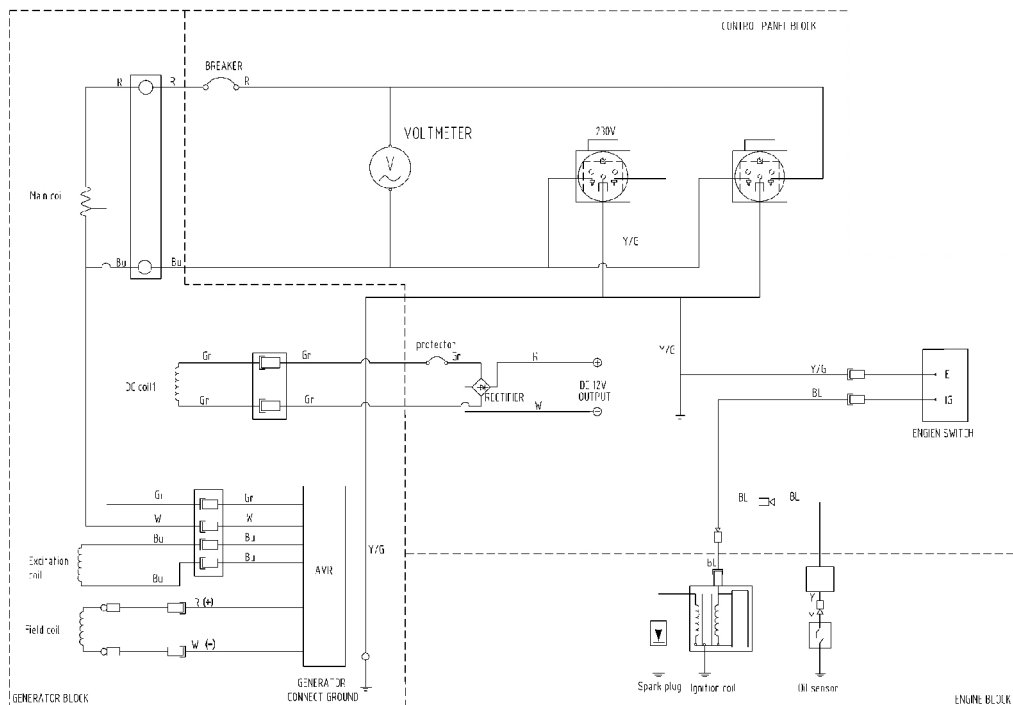 CONTROL PANEL BLOCK
BREAKER
R R R
VOLTMETER
V
230V
Main coil
Y/G
Bu Bu
protector
Gr Gr Gr R
Y/G
Y/G
E
DC coil1
RECTIFIER
DC 12V
OUTPUT
BL
IG
Gr Gr W
ENGIEN SWITCH
Gr Gr
BL BL
W W
Bu Bu
Y/G
Excitation
coil
Bu
Bu
AVR
bL
Y
R (+)
Field coil
W (-)
GENERATOR
CONNECT GROUND
Spark plug Ignition coil Oil sensor
GENERATOR BLOCK
ENGINE BLOCK